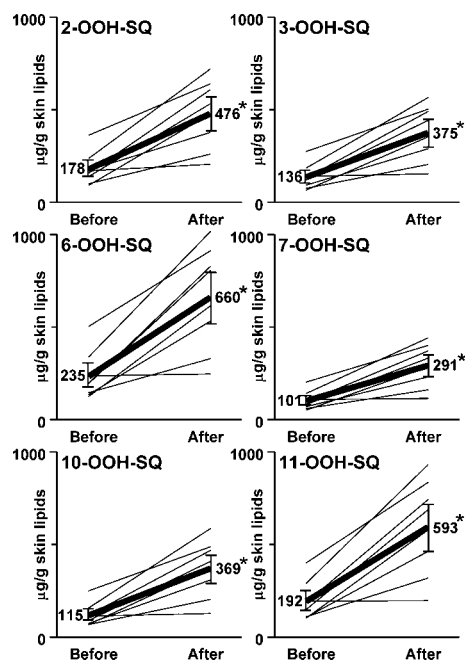 1000
2-OOH-SQ
3-OOH-SQ
µg/g skin lipids
µg/g skin lipids
476*
375*
178
136
0
0
Before After
Before After
6-OOH-SQ
7-OOH-SQ
µg/g skin lipids
µg/g skin lipids
660*
291*
235
101
0
0
Before After
Before After
1000
1000
10-OOH-SQ
11-OOH-SQ
µg/g skin lipids
µg/g skin lipids
369*
593*
115
192
0
0
Before After
Before After